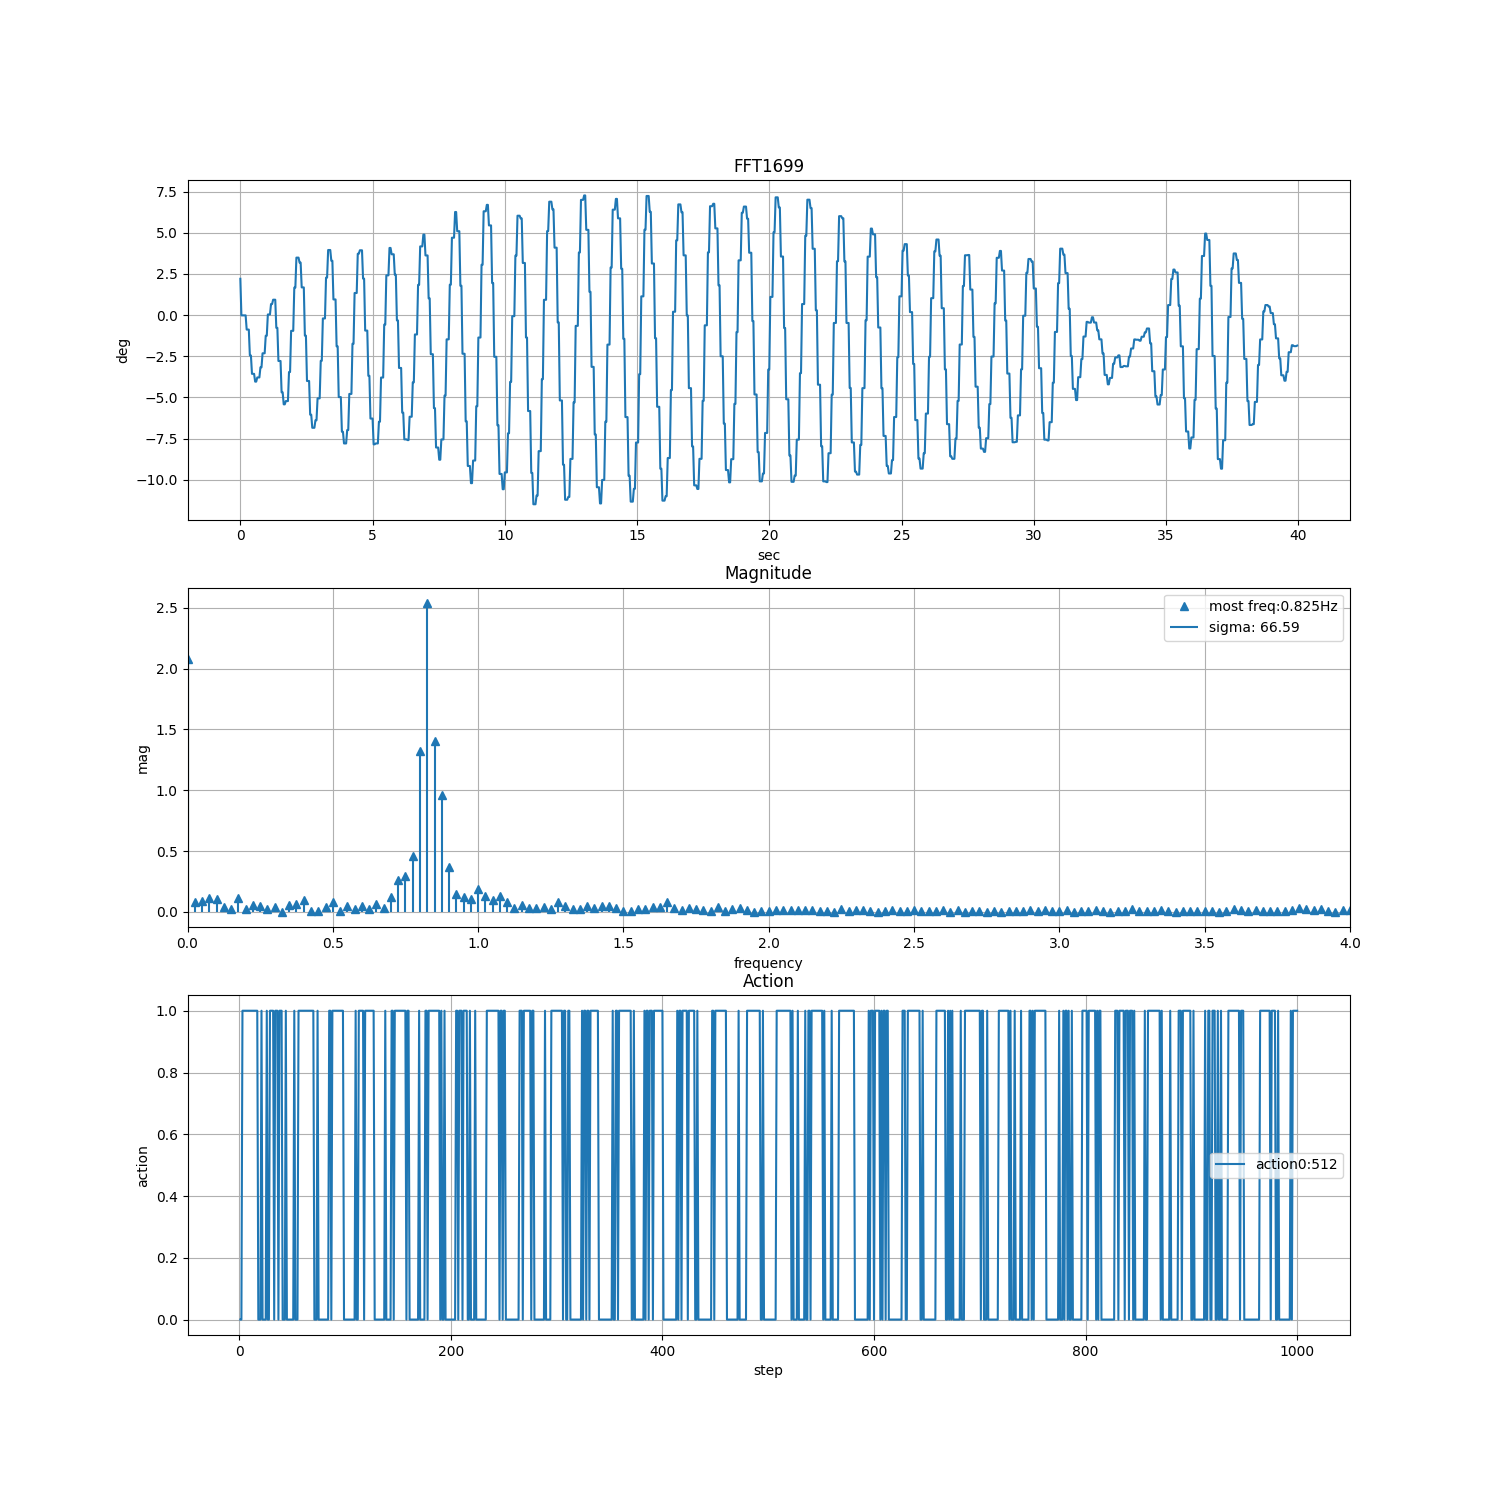 FFT1699
7.5
5.0
2.5
0.0
−2.5
−5.0
−7.5
−10.0
deg
0 5 10 15 20 25 30 35 40
sec
Magnitude
2.5
2.0
1.5
1.0
0.5
0.0
mag
most freq:0.825Hz
sigma: 66.59
0.0 0.5 1.0 1.5 2.0 2.5 3.0 3.5 4.0
frequency
Action
1.0
0.8
0.6
0.4
0.2
0.0
action
action0:512
0 200 400 600 800 1000
step